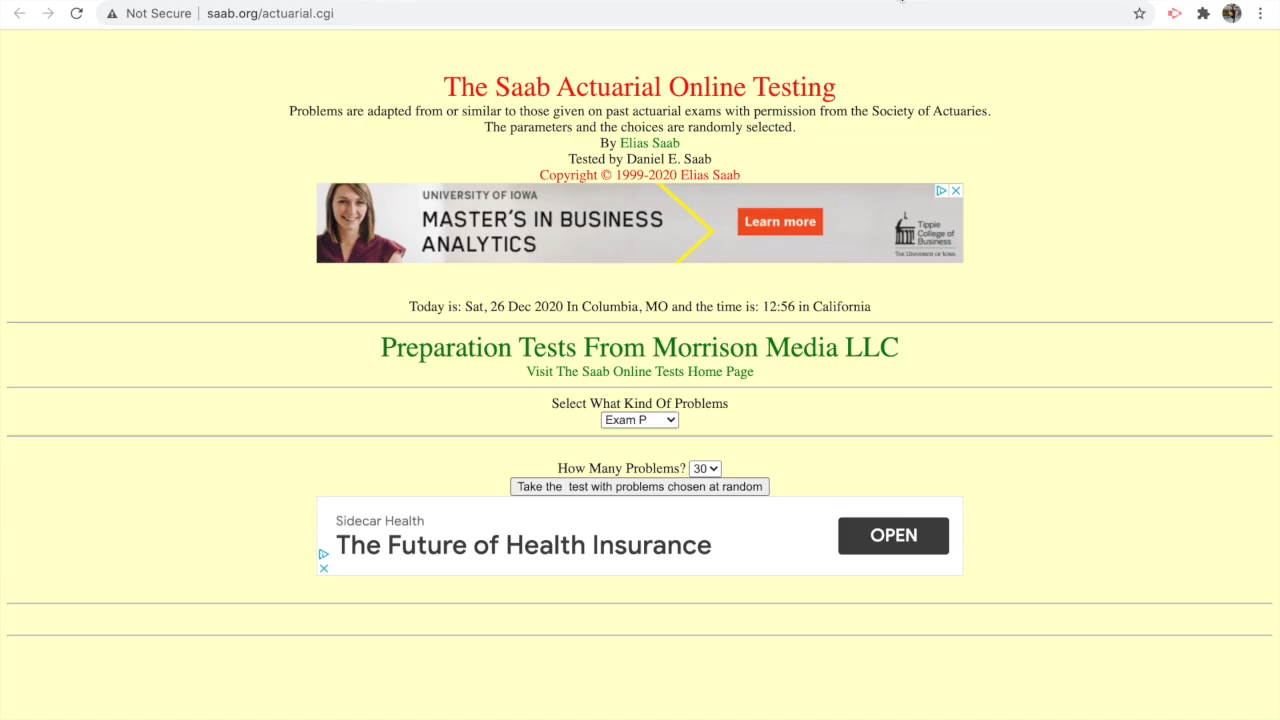 Not Secure | saab.org/actuarial.cgi
The Saab Actuarial Online Testing
Problems are adapted from or similar to those given on past actuarial exams with permission from the Society of Actuaries.
The parameters and the choices are randomly selected.
By Elias Saab
Tested by Daniel E. Saab
Copyright © 1999-2020 Elias Saab
UNIVERSITY OF IOWA
MASTER'S IN BUSINESS
ANALYTICS
Learn more
Tippie
College of
Business
THE UNIVERSITY OF IOWA
Today is: Sat, 26 Dec 2020 In Columbia, MO and the time is: 12:56 in California
Preparation Tests From Morrison Media LLC
Visit The Saab Online Tests Home Page
Select What Kind Of Problems
Exam P
How Many Problems? 30
Take the test with problems chosen at random
Sidecar Health
The Future of Health Insurance
OPEN